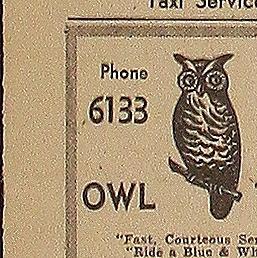 Taxi Service
Phone
6133
OWL
"Fast, Courteous
"Ride a Blue &